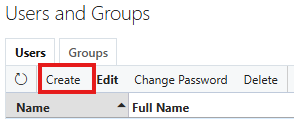 Users and Groups
Users Groups
Create Edit Change Password Delete
Name Full Name